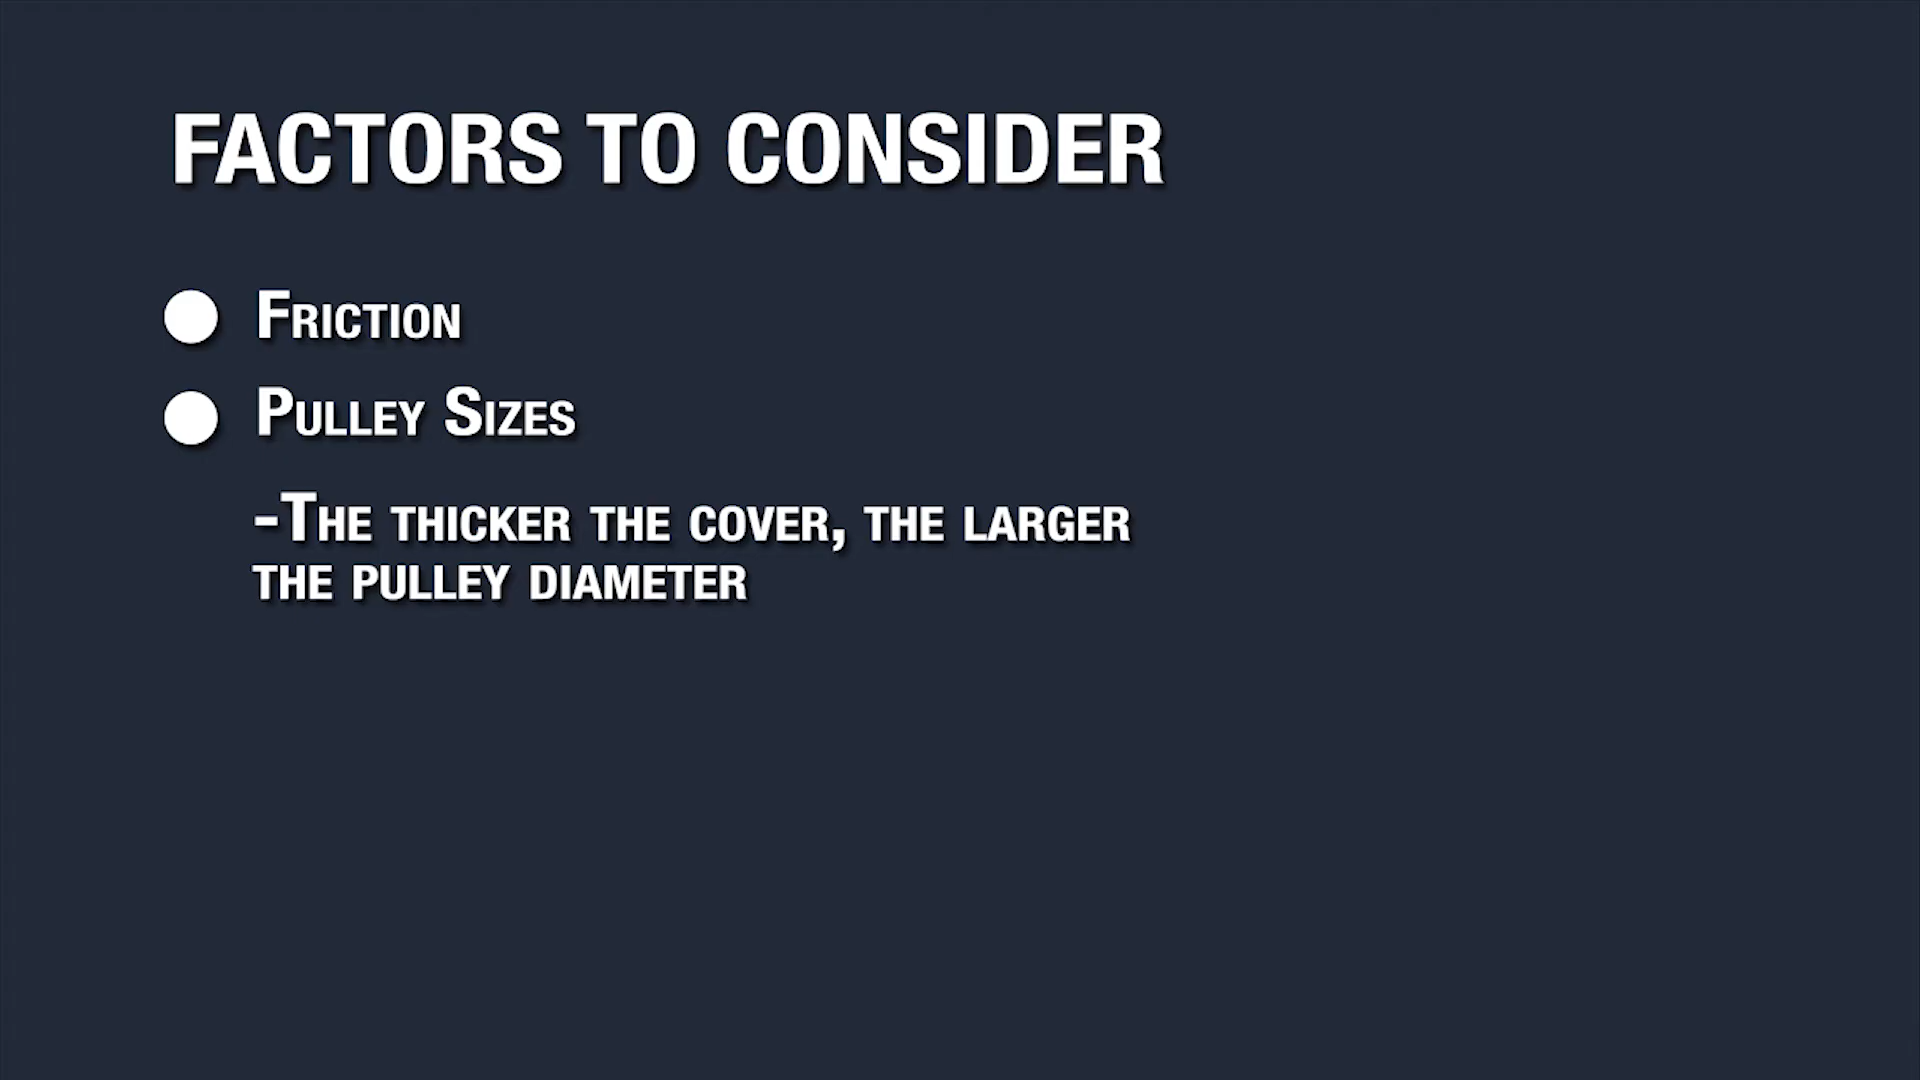 FACTORS TO CONSIDER
Friction
Pulley Sizes
-The thicker the cover, the larger
the pulley diameter